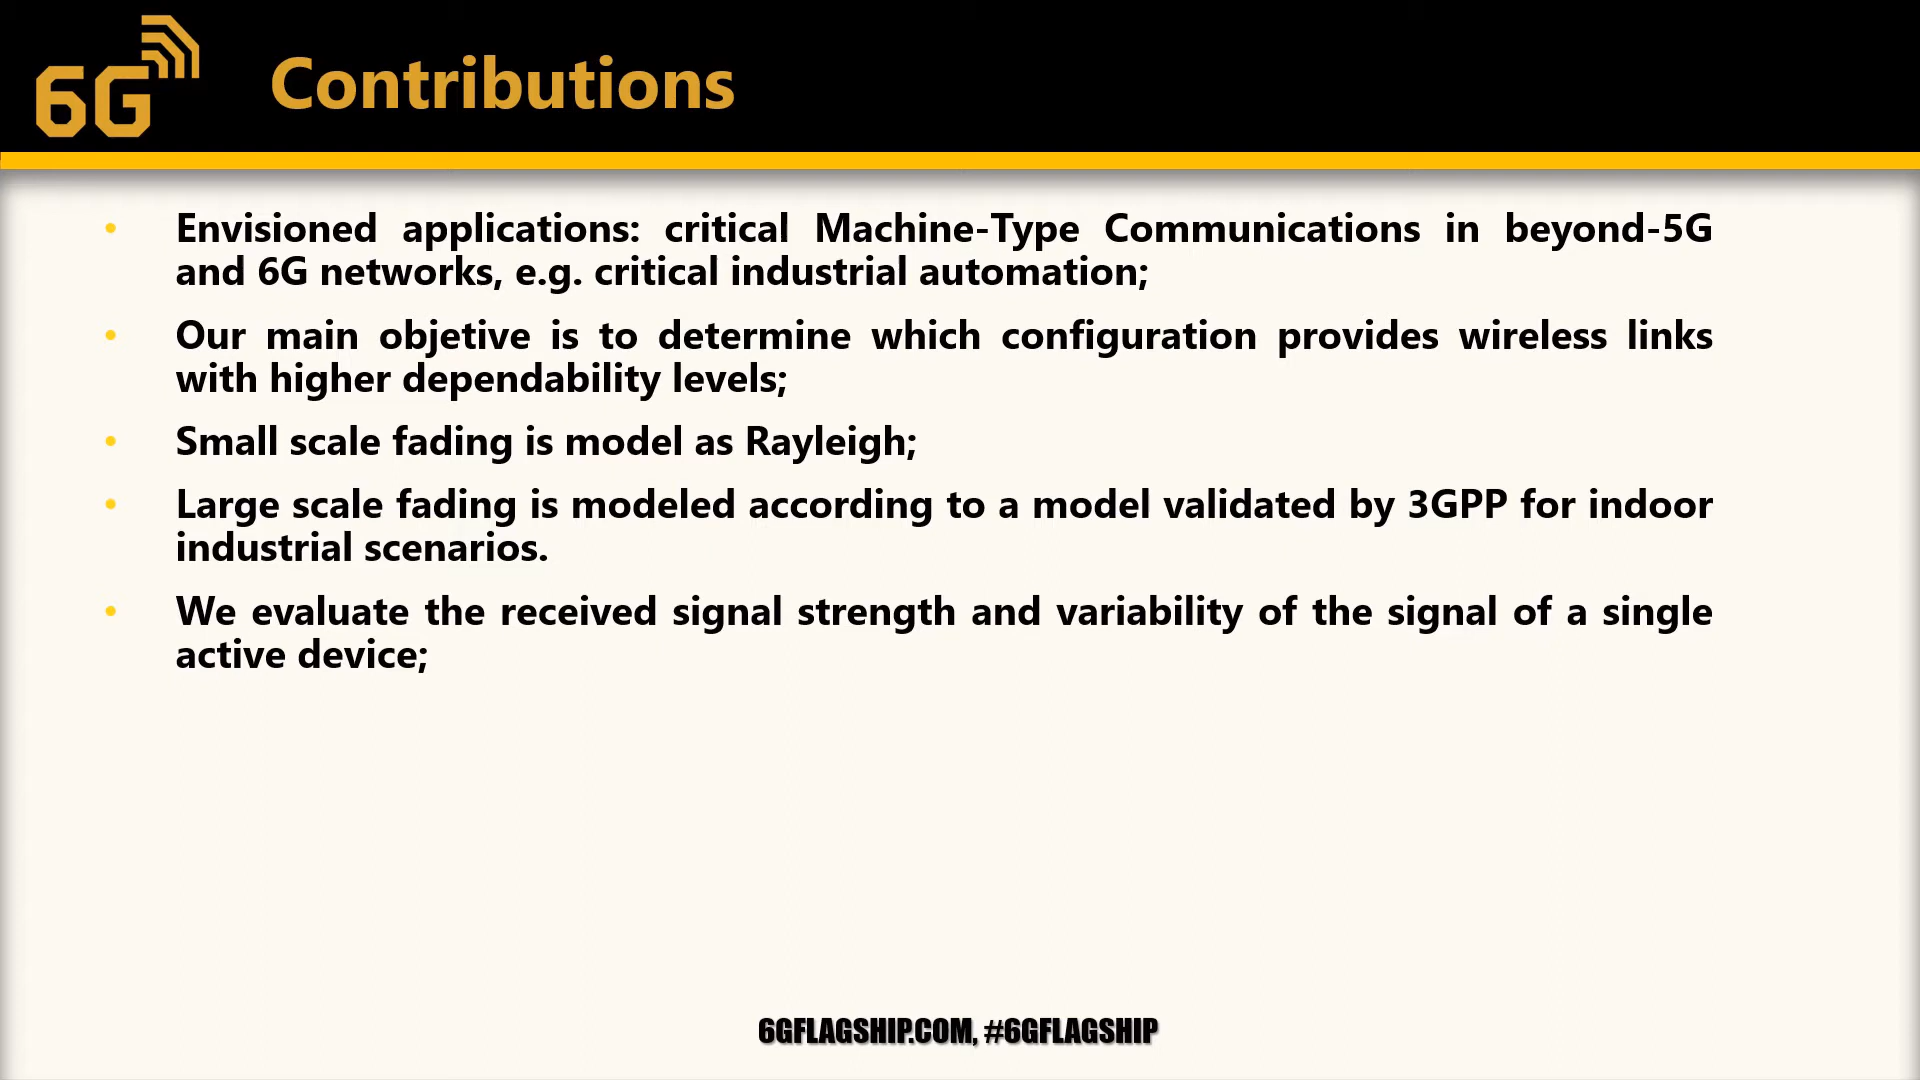 6G
Contributions
• Envisioned applications: critical Machine-Type Communications in beyond-5G
and 6G networks, e.g. critical industrial automation;
• Our main objetive is to determine which configuration provides wireless links
with higher dependability levels;
• Small scale fading is model as Rayleigh;
• Large scale fading is modeled according to a model validated by 3GPP for indoor
industrial scenarios.
• We evaluate the received signal strength and variability of the signal of a single
active device;
6GFLAGSHIP.COM, #6GFLAGSHIP